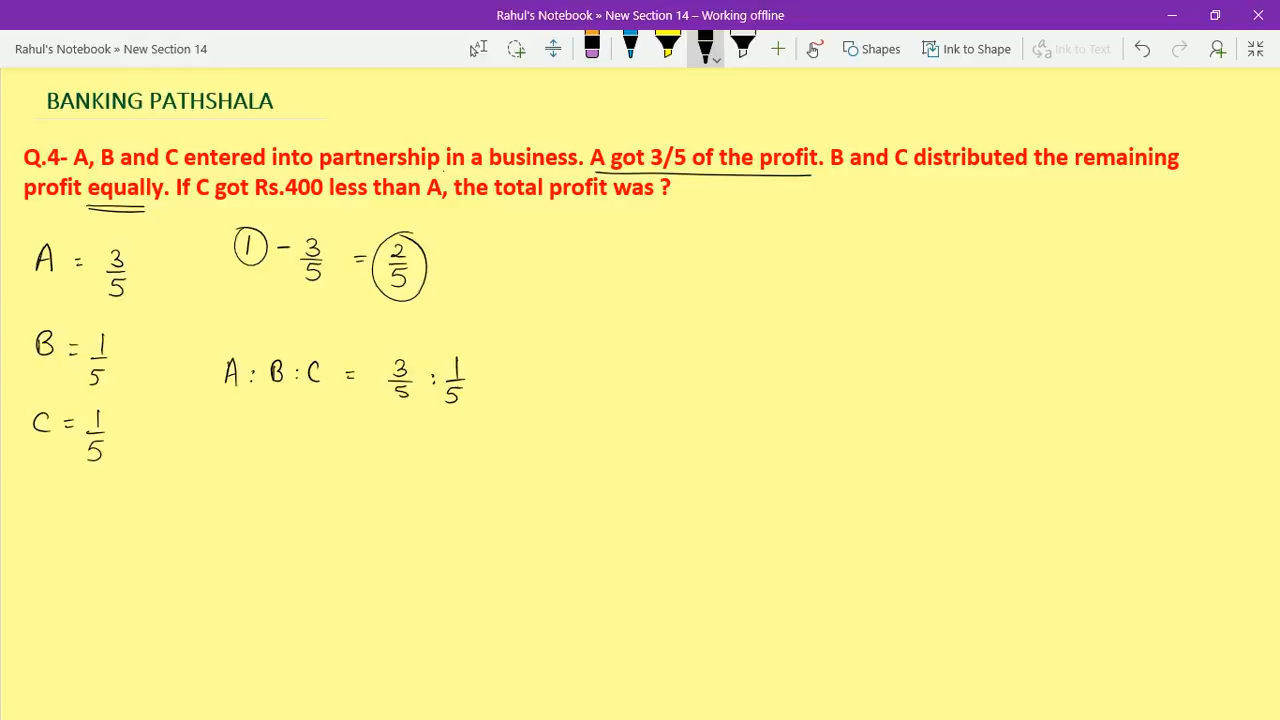 Rahul's Notebook » New Section 14 – Working offline
Rahul's Notebook » New Section 14
Shapes
Ink to Shape
Ink to Text
BANKING PATHSHALA
Q.4- A, B and C entered into partnership in a business. A got 3/5 of the profit. B and C distributed the remaining
profit equally. If C got Rs.400 less than A, the total profit was ?
A = 3/5
1 - 3/5 = 2/5
B = 1/5
A : B : C = 3/5 : 1/5
C = 1/5